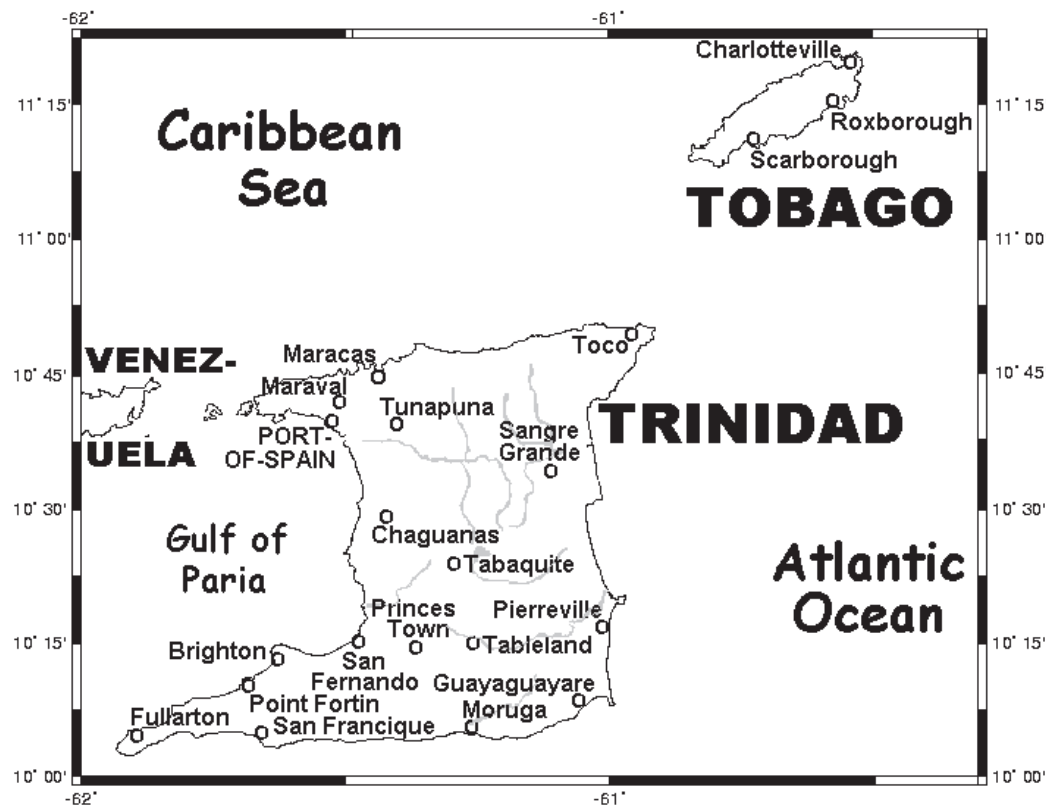 -62°
-61°
Charlotteville
11° 15'
11° 15
Caribbean
Sea
Roxborough
Scarborough
TOBAGO
11° 00'
11° 00
Toco
Maracas
VENEZ-
10° 45'
10° 45
Maraval
Tunapuna
TRINIDAD
Sangre
Grande
PORT-
OF-SPAIN
UELA
10° 30'
10° 30
Chaguanas
Gulf of
Paria
Tabaquite
Atlantic
Ocean
Princes
Town
Pierreville
10° 15'
10° 15
Brighton
San
Fernando
Tableland
Guayaguayare
Point Fortin
Moruga
Fullarton
San Francique
10° 00'
10° 00
-62°
-61°